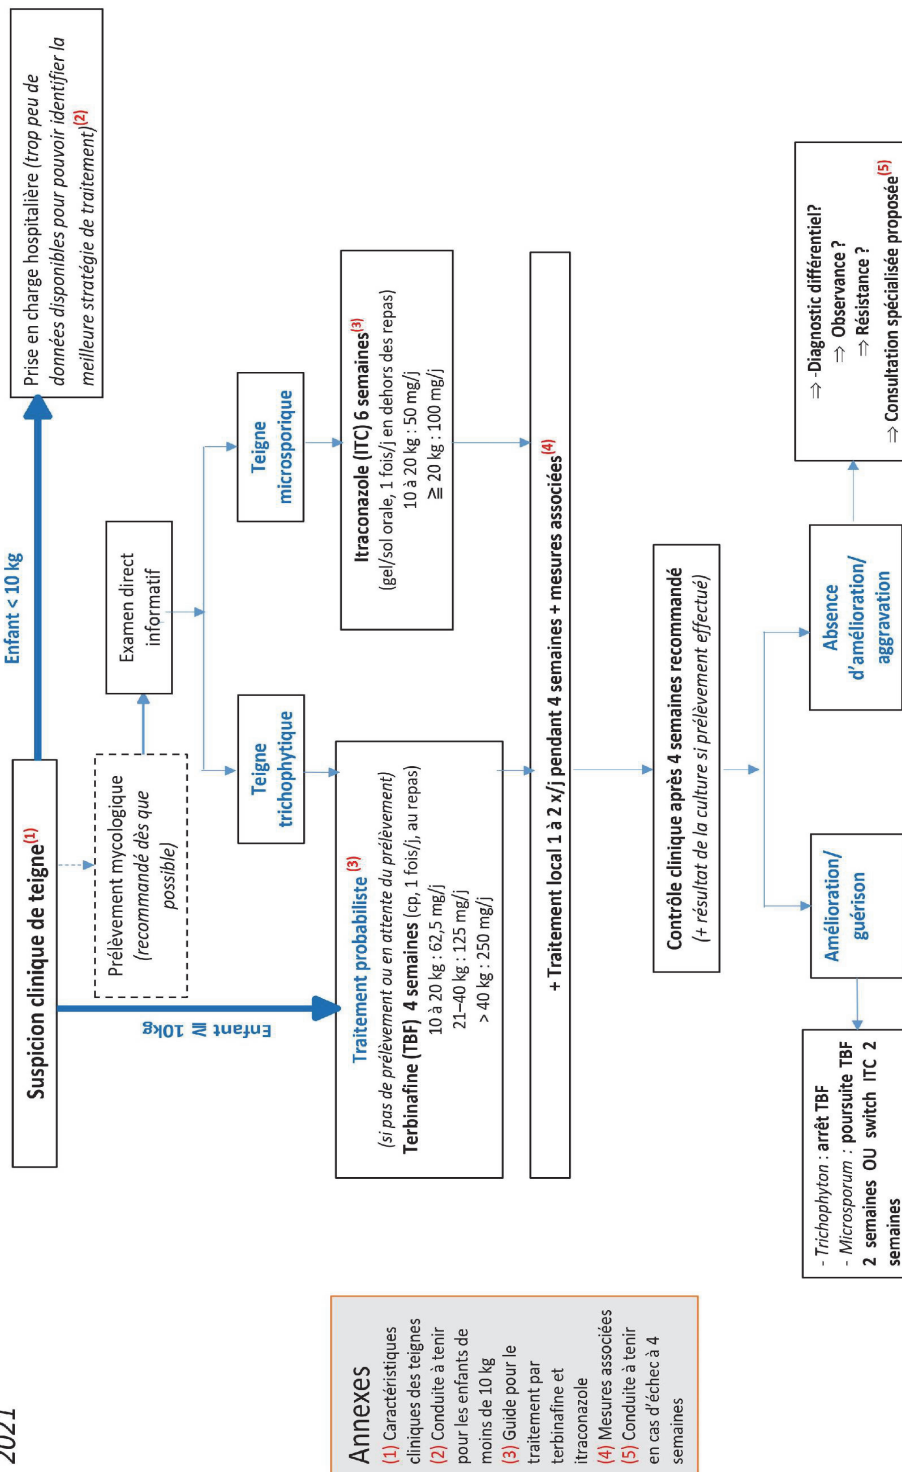 2021
Suspicion clinique de teigne(1)
Enfant < 10 kg
Prise en charge hospitalière (trop peu de
données disponibles pour pouvoir identifier la
meilleure stratégie de traitement)(2)
Enfant ≧ 10kg
Prélèvement mycologique
(recommandé dès que
possible)
Examen direct
informatif
Teigne
trichophytique
Teigne
microsporique
Traitement probabiliste (3)
(si pas de prélèvement ou en attente du prélèvement)
Terbinafine (TBF) 4 semaines (cp, 1 fois/j, au repas)
10 à 20 kg : 62,5 mg/j
21–40 kg : 125 mg/j
> 40 kg : 250 mg/j
Itraconazole (ITC) 6 semaines(3)
(gel/sol orale, 1 fois/j en dehors des repas)
10 à 20 kg : 50 mg/j
≧ 20 kg : 100 mg/j
+ Traitement local 1 à 2 x/j pendant 4 semaines + mesures associées(4)
Contrôle clinique après 4 semaines recommandé
(+ résultat de la culture si prélèvement effectué)
Amélioration/
guérison
Absence
d’amélioration/
aggravation
- Trichophyton : arrêt TBF
- Microsporum : poursuite TBF
2 semaines OU switch ITC 2
semaines
⇒ -Diagnostic différentiel?
⇒ Observance ?
⇒ Résistance ?
⇒ Consultation spécialisée proposée(5)
Annexes
(1) Caractéristiques
cliniques des teignes
(2) Conduite à tenir
pour les enfants de
moins de 10 kg
(3) Guide pour le
traitement par
terbinafine et
itraconazole
(4) Mesures associées
(5) Conduite à tenir
en cas d’échec à 4
semaines